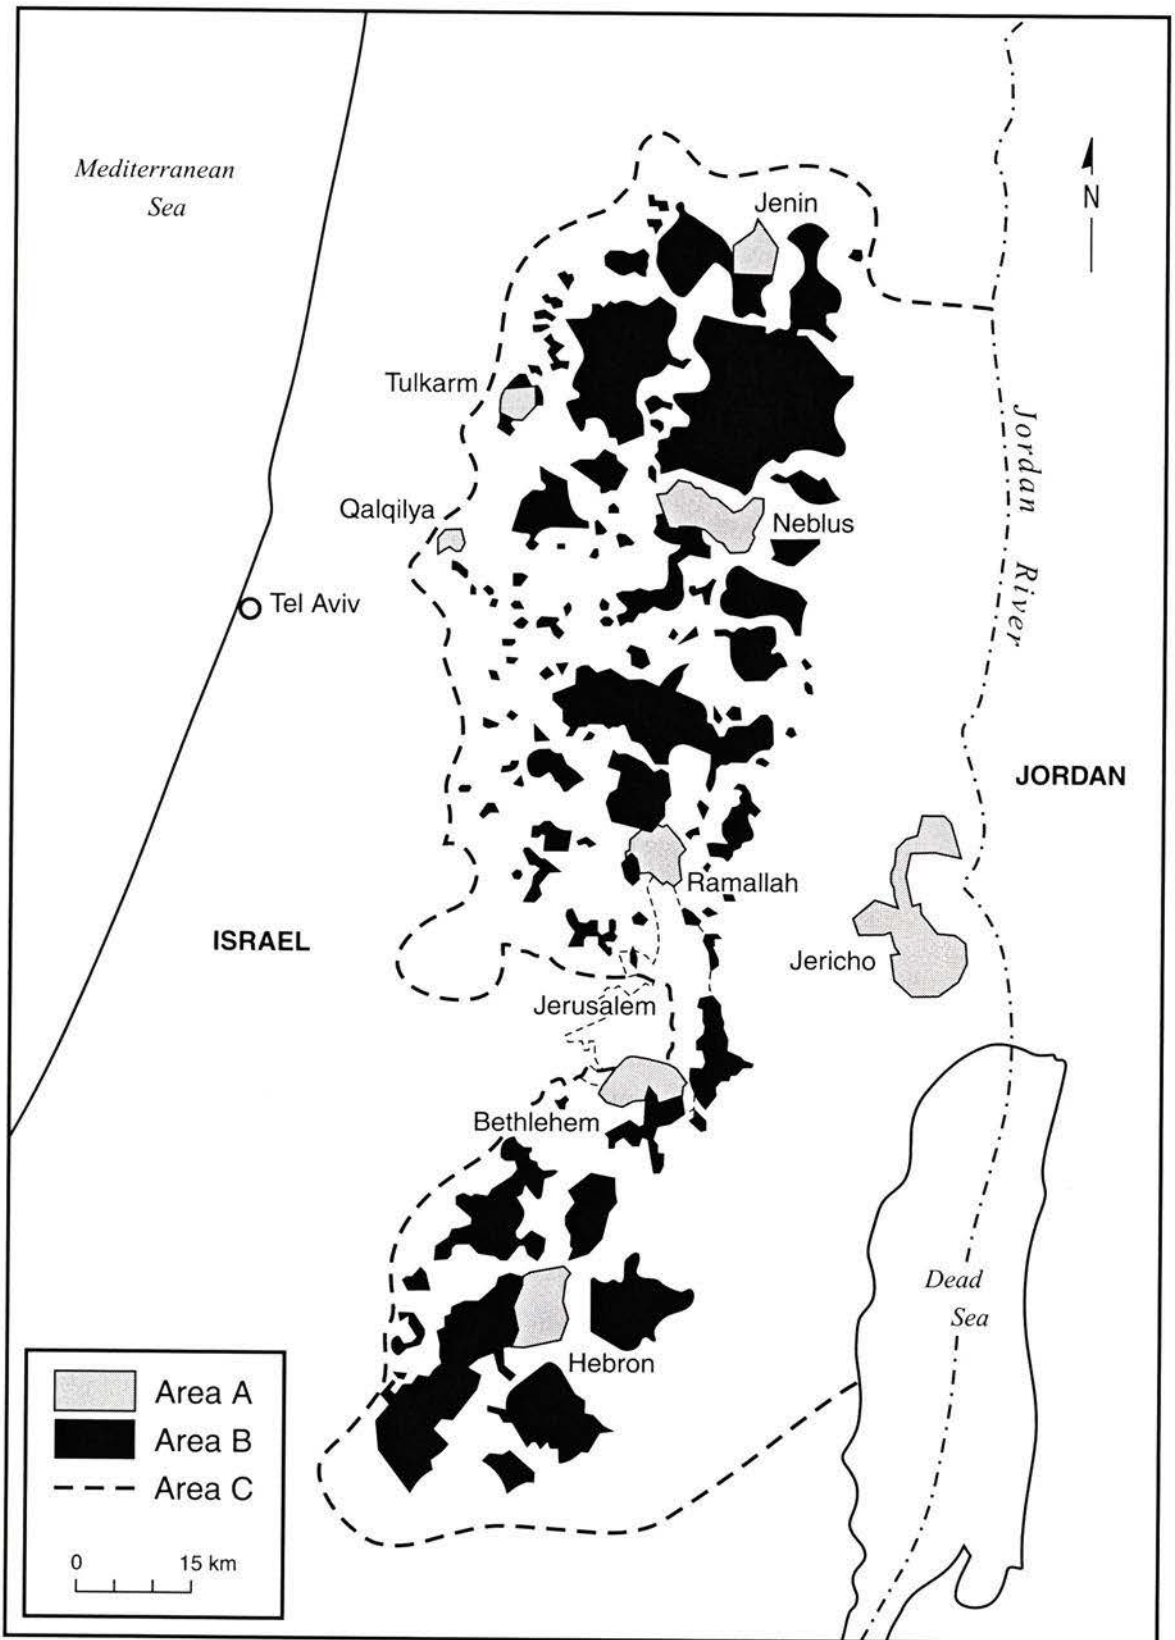 Mediterranean
Sea
N
Jenin
Tulkarm
Jordan River
Qalqilya
Neblus
Tel Aviv
JORDAN
Ramallah
ISRAEL
Jericho
Jerusalem
Bethlehem
Dead
Sea
Hebron
Area A
Area B
Area C
0 15 km